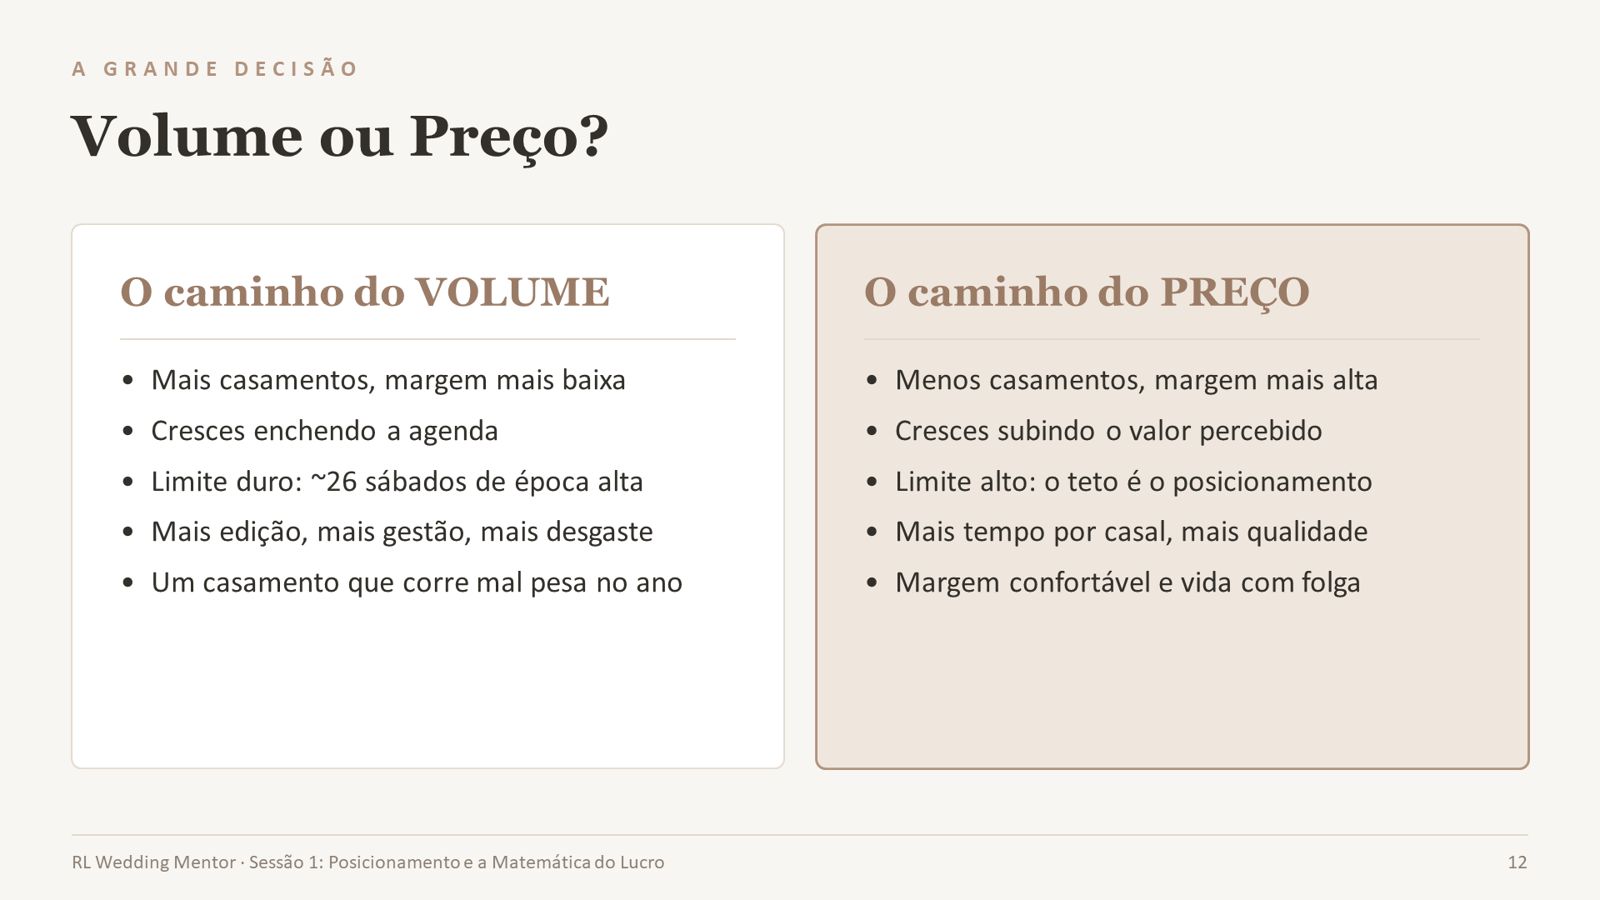 A GRANDE DECISÃO
Volume ou Preço?
O caminho do VOLUME
• Mais casamentos, margem mais baixa
• Cresces enchendo a agenda
• Limite duro: ~26 sábados de época alta
• Mais edição, mais gestão, mais desgaste
• Um casamento que corre mal pesa no ano
O caminho do PREÇO
• Menos casamentos, margem mais alta
• Cresces subindo o valor percebido
• Limite alto: o teto é o posicionamento
• Mais tempo por casal, mais qualidade
• Margem confortável e vida com folga
RL Wedding Mentor · Sessão 1: Posicionamento e a Matemática do Lucro
12